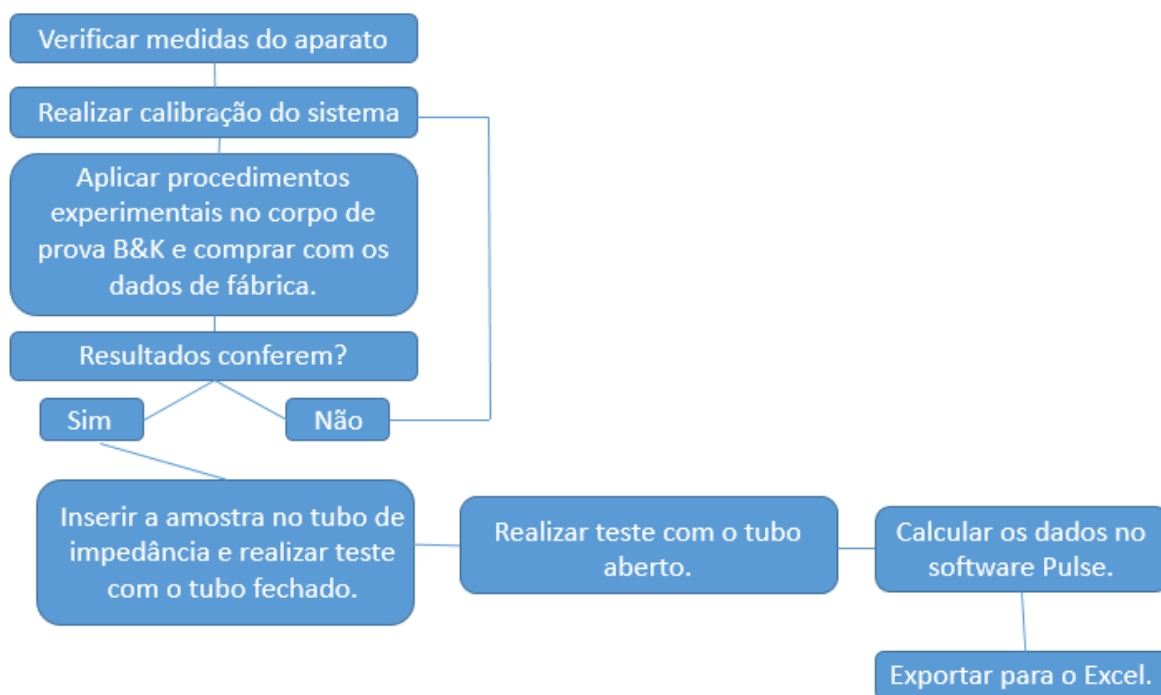 Verificar medidas do aparato
Realizar calibração do sistema
Aplicar procedimentos
experimentais no corpo de
prova B&K e comprar com os
dados de fábrica.
Resultados conferem?
Sim
Não
Inserir a amostra no tubo de
impedância e realizar teste
com o tubo fechado.
Realizar teste com o tubo
aberto.
Calcular os dados no
software Pulse.
Exportar para o Excel.